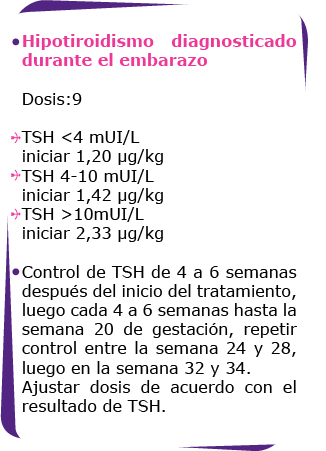 Hipotiroidismo diagnosticado
durante el embarazo
Dosis:9
TSH <4 mUI/L
iniciar 1,20 µg/kg
TSH 4-10 mUI/L
iniciar 1,42 µg/kg
TSH >10mUI/L
iniciar 2,33 µg/kg
Control de TSH de 4 a 6 semanas
después del inicio del tratamiento,
luego cada 4 a 6 semanas hasta la
semana 20 de gestación, repetir
control entre la semana 24 y 28,
luego en la semana 32 y 34.
Ajustar dosis de acuerdo con el
resultado de TSH.